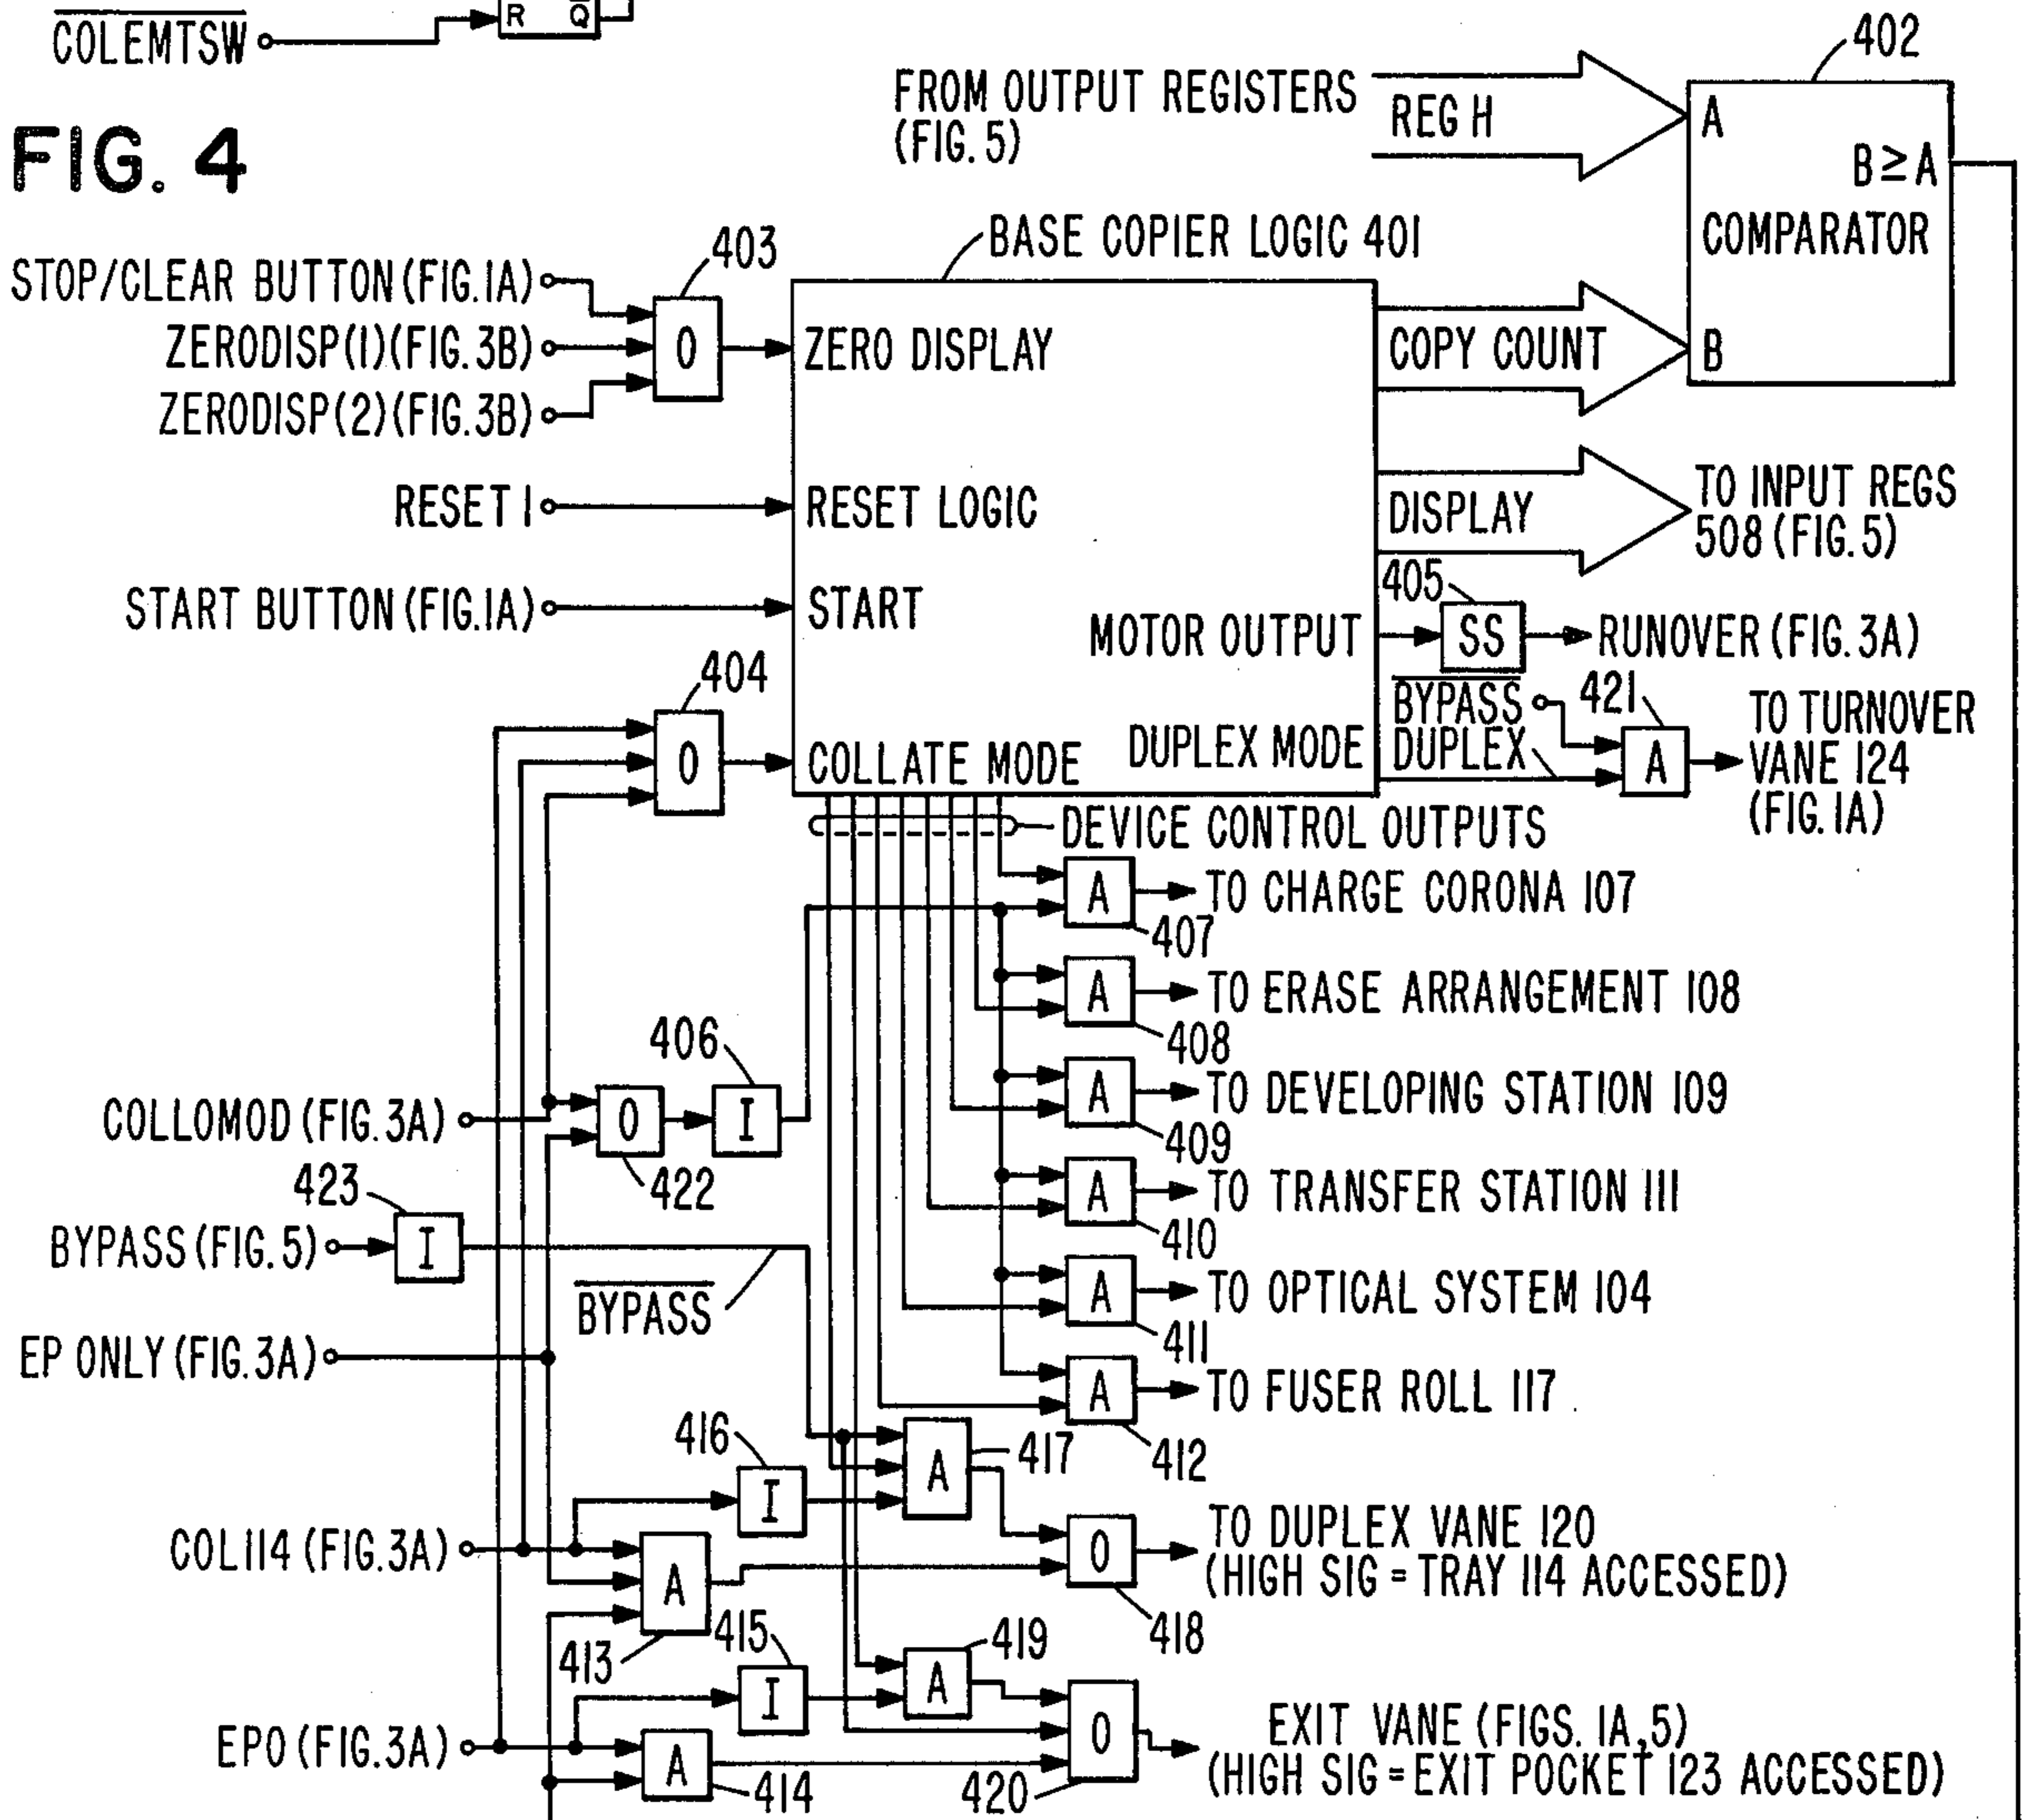 COLEMTSW
R Q
FIG. 4
402
FROM OUTPUT REGISTERS
(FIG. 5)
REG H
A
B≥A
COMPARATOR
B
BASE COPIER LOGIC 401
STOP/CLEAR BUTTON (FIG. 1A)
403
ZERODISP(1)(FIG. 3B)
O
ZERO DISPLAY
COPY COUNT
ZERODISP(2)(FIG. 3B)
RESET 1
RESET LOGIC
DISPLAY
TO INPUT REGS
508 (FIG. 5)
START BUTTON (FIG. 1A)
START
405
MOTOR OUTPUT
SS
RUNOVER (FIG. 3A)
404
O
COLLATE MODE
DUPLEX MODE
BYPASS
DUPLEX
421
A
TO TURNOVER
VANE 124
(FIG. 1A)
DEVICE CONTROL OUTPUTS
A
TO CHARGE CORONA 107
407
A
TO ERASE ARRANGEMENT 108
408
406
COLLOMOD (FIG. 3A)
O
I
422
A
TO DEVELOPING STATION 109
409
423
BYPASS (FIG. 5)
I
BYPASS
A
TO TRANSFER STATION 111
410
A
TO OPTICAL SYSTEM 104
411
EP ONLY (FIG. 3A)
A
TO FUSER ROLL 117
412
416
I
A
417
COL114 (FIG. 3A)
A
413
O
TO DUPLEX VANE 120
(HIGH SIG = TRAY 114 ACCESSED)
418
415
I
A
419
EPO (FIG. 3A)
A
414
O
420
EXIT VANE (FIGS. 1A, 5)
(HIGH SIG = EXIT POCKET 123 ACCESSED)